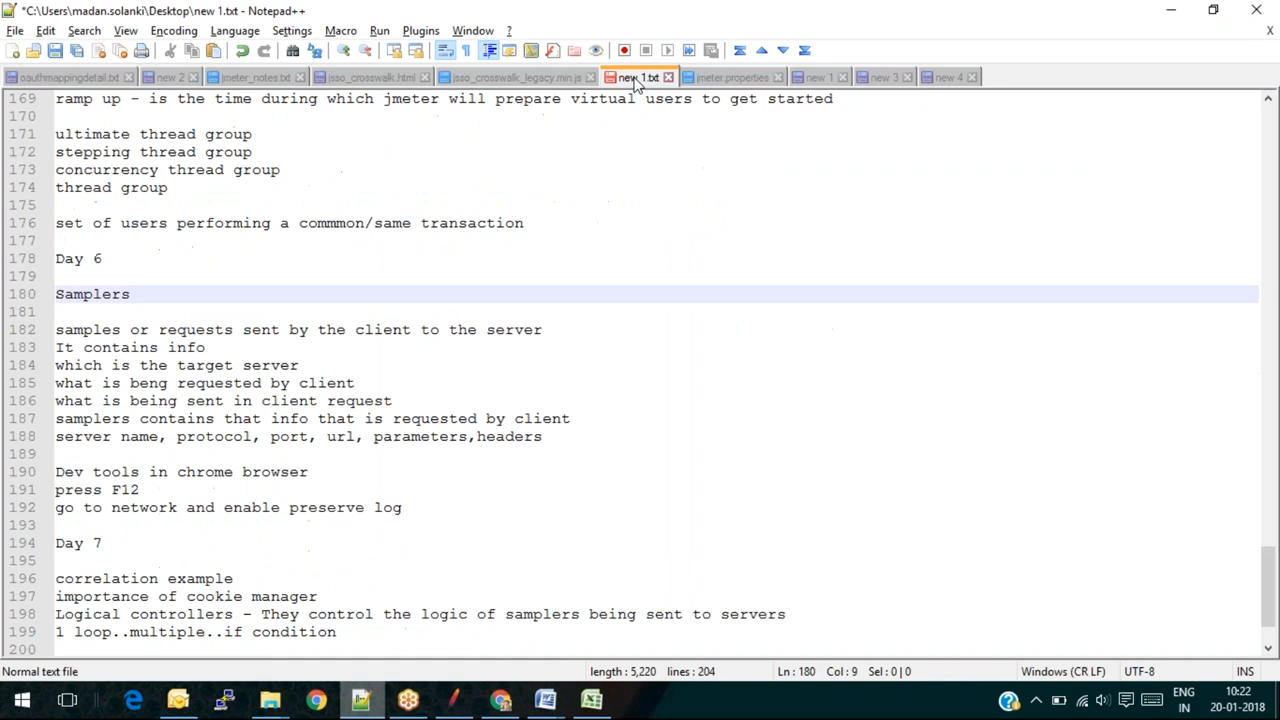 *C:\Users\madan.solanki\Desktop\new 1.txt - Notepad++
File Edit Search View Encoding Language Settings Macro Run Plugins Window ? X
oauthmappingdetail.txt new 2 jmeter_notes.txt jsso_crosswalk.html jsso_crosswalk_legacy.min.js new 1.txt jmeter.properties new 1 new 3 new 4
169 ramp up - is the time during which jmeter will prepare virtual users to get started
170
171 ultimate thread group
172 stepping thread group
173 concurrency thread group
174 thread group
175
176 set of users performing a commmon/same transaction
177
178 Day 6
179
180 Samplers
181
182 samples or requests sent by the client to the server
183 It contains info
184 which is the target server
185 what is beng requested by client
186 what is being sent in client request
187 samplers contains that info that is requested by client
188 server name, protocol, port, url, parameters,headers
189
190 Dev tools in chrome browser
191 press F12
192 go to network and enable preserve log
193
194 Day 7
195
196 correlation example
197 importance of cookie manager
198 Logical controllers - They control the logic of samplers being sent to servers
199 1 loop..multiple..if condition
200
Normal text file length : 5,220 lines : 204 Ln : 180 Col : 9 Sel : 0 | 0 Windows (CR LF) UTF-8 INS
ENG 10:22
IN 20-01-2018